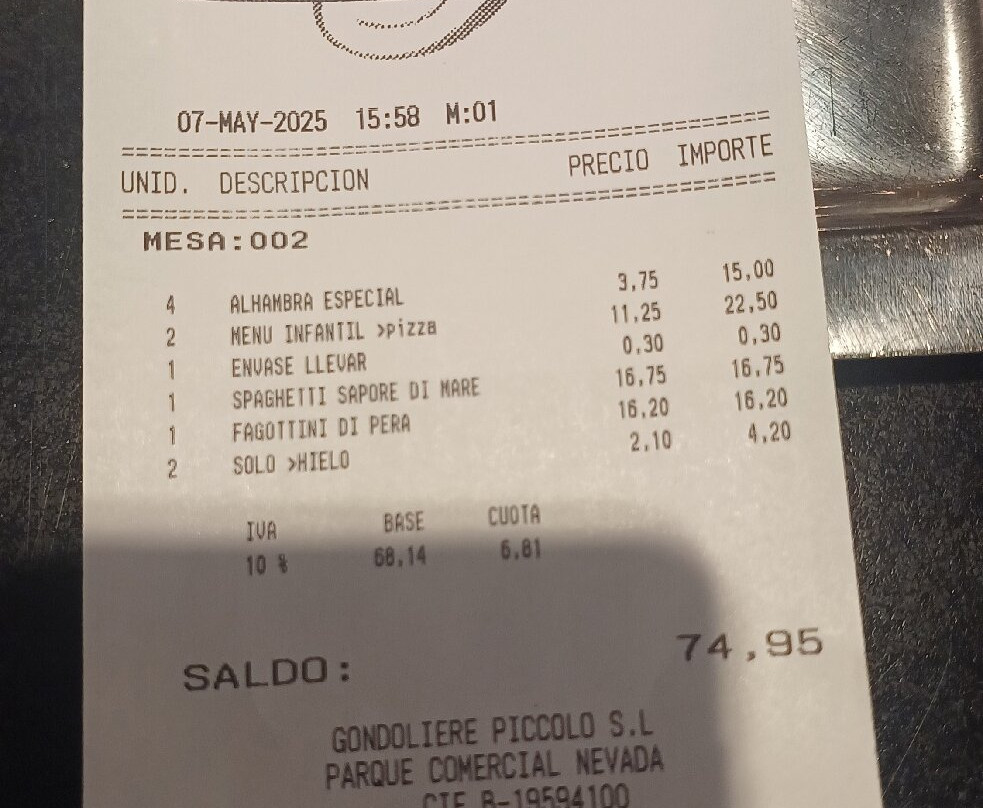 07-MAY-2025 15:58 M:01
UNID. DESCRIPCION PRECIO IMPORTE
MESA:002
4 ALHAMBRA ESPECIAL 3,75 15,00
2 MENU INFANTIL >pizza 11,25 22,50
1 ENVASE LLEVAR 0,30 0,30
1 SPAGHETTI SAPORE DI MARE 16,75 16,75
1 FAGOTTINI DI PERA 16,20 16,20
2 SOLO >HIELO 2,10 4,20
IVA BASE CUOTA
10 % 68,14 6,81
SALDO: 74,95
GONDOLIERE PICCOLO S.L
PARQUE COMERCIAL NEVADA
CIF B-19594100